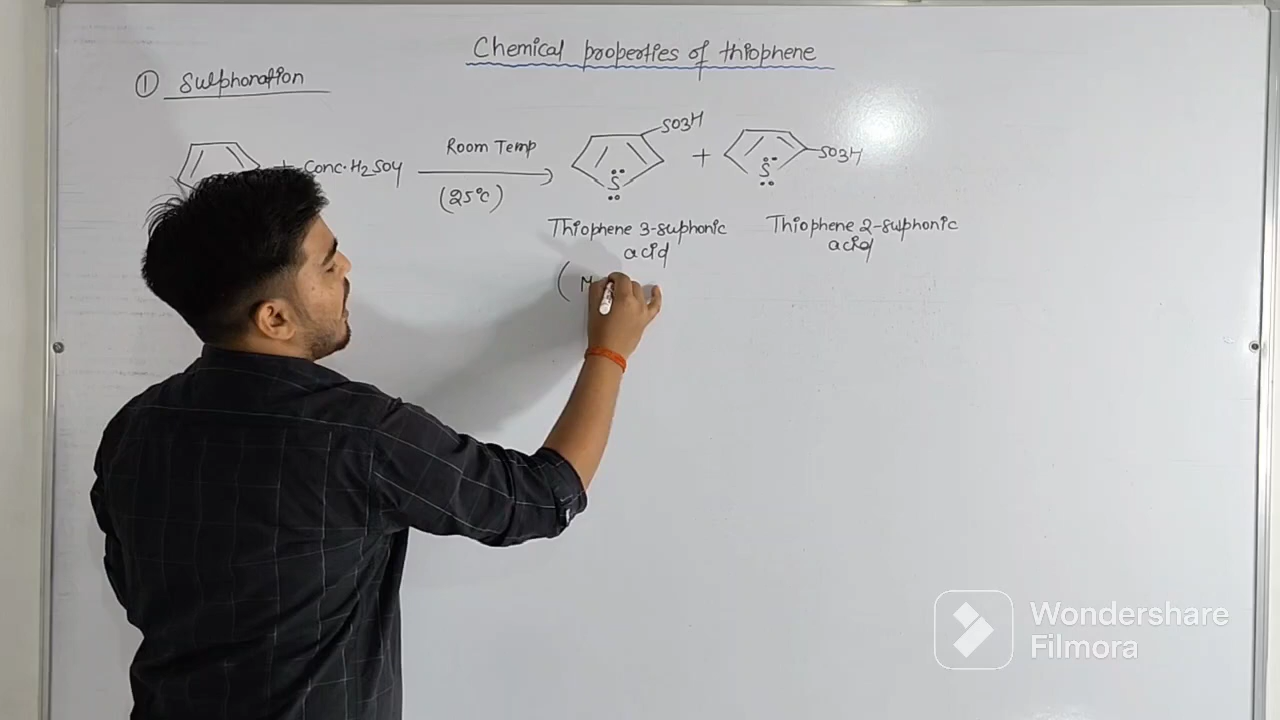 Chemical properties of thiophene
① Sulphonation
+ Conc. H2SO4
Room Temp
(25°C)
SO3H
S
+
SO3H
S
Thiophene 3-suphonic
acid
Thiophene 2-suphonic
acid
(M
Wondershare
Filmora